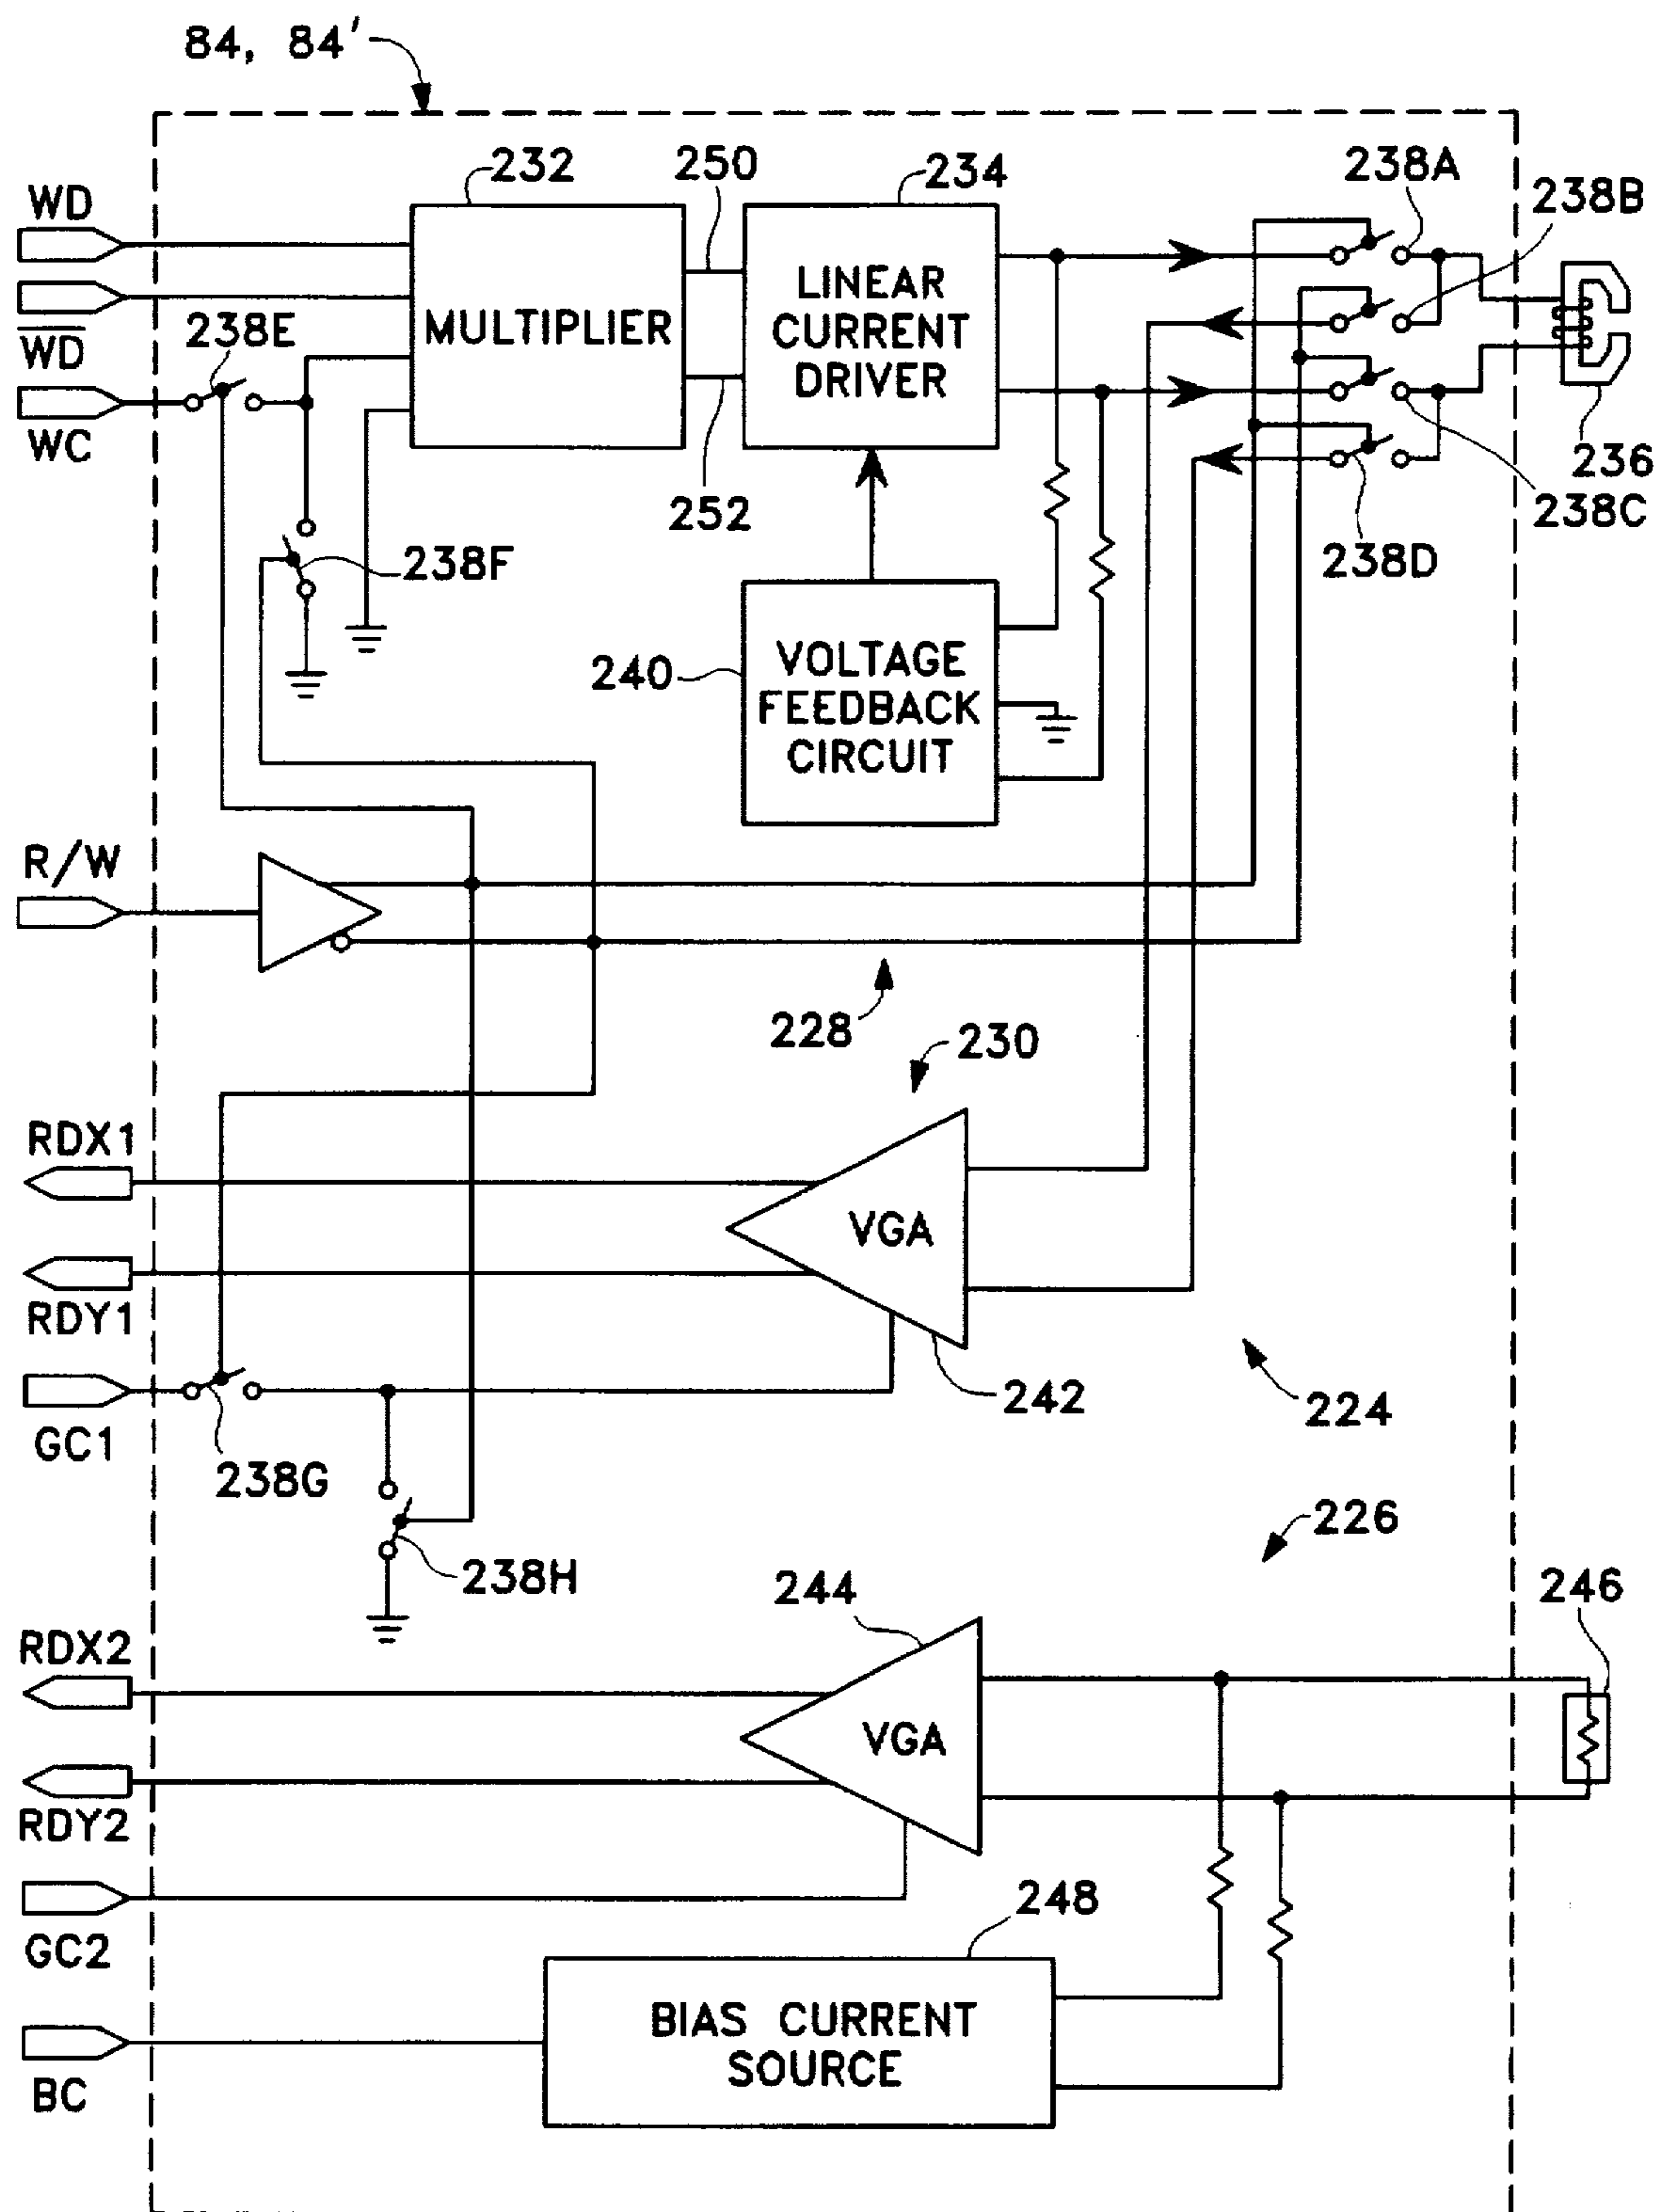 84, 84'
232
250
234
238A
238B
WD
W̅D̅
238E
WC
MULTIPLIER
LINEAR
CURRENT
DRIVER
236
238C
252
238D
238F
240
VOLTAGE
FEEDBACK
CIRCUIT
R/W
228
230
RDX1
VGA
RDY1
242
224
GC1
238G
226
238H
244
246
RDX2
VGA
RDY2
248
GC2
BIAS CURRENT
SOURCE
BC